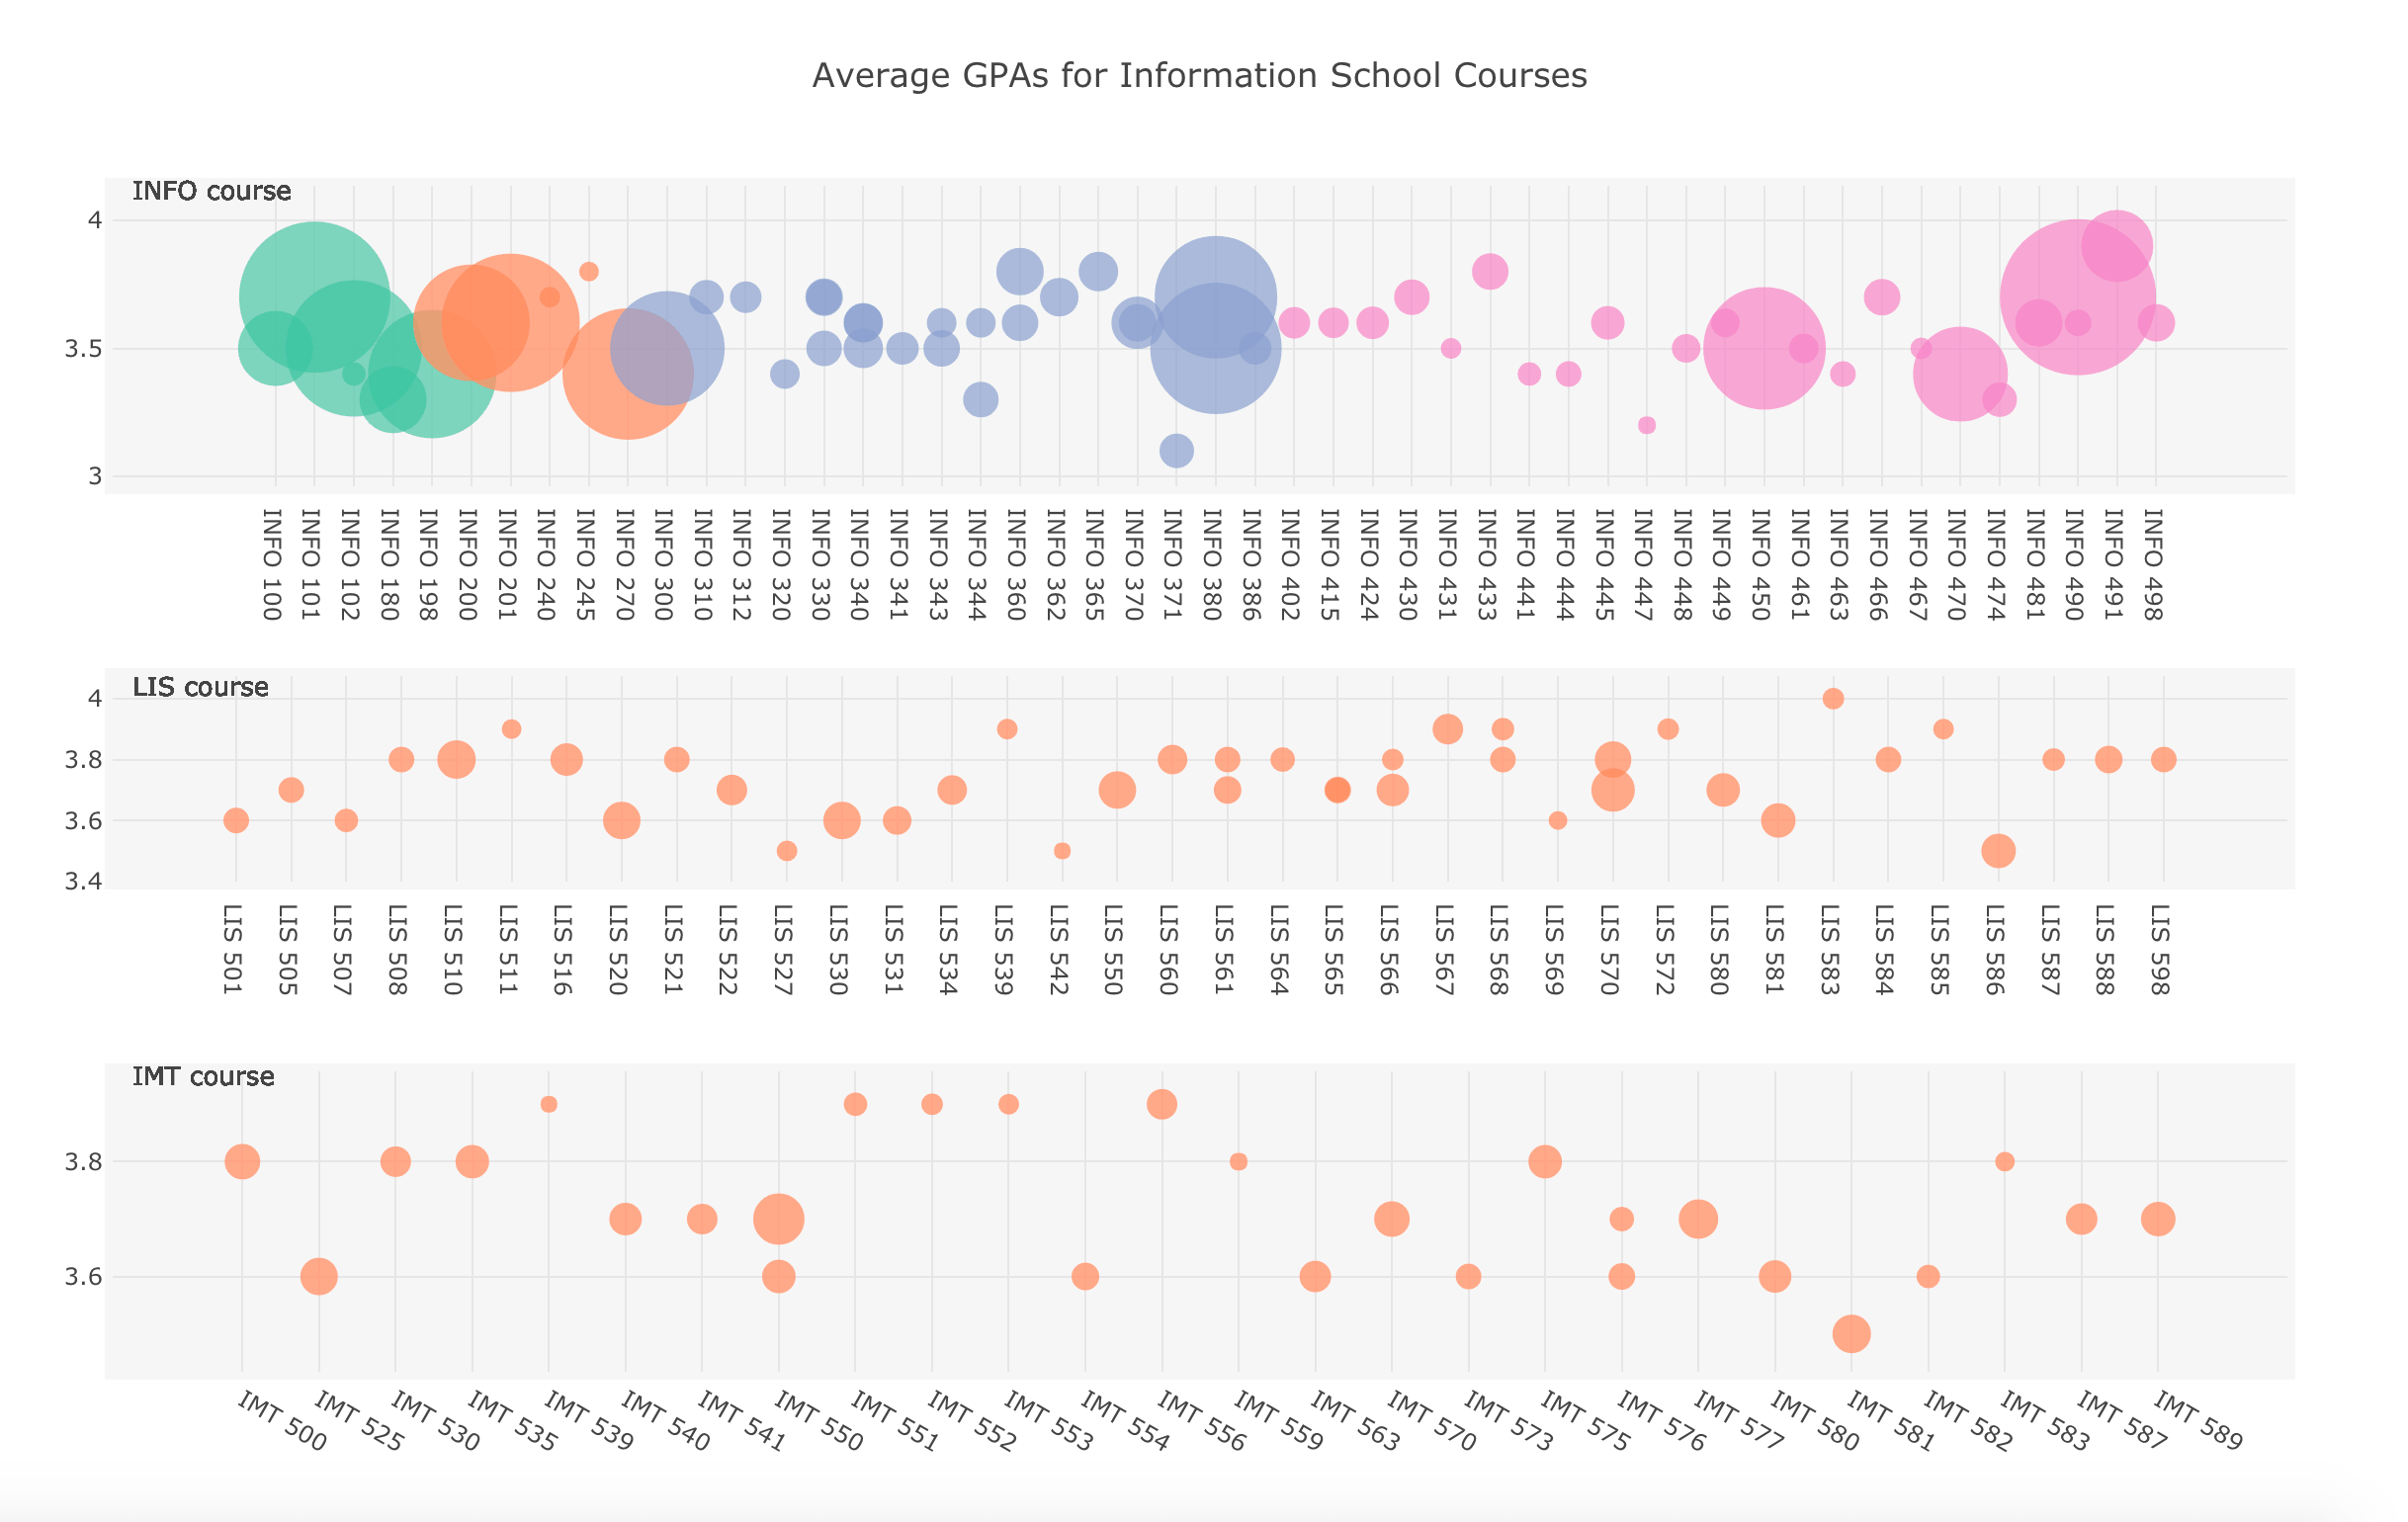 Average GPAs for Information School Courses
INFO course
4
3.5
3
INFO 100
INFO 101
INFO 102
INFO 180
INFO 198
INFO 200
INFO 201
INFO 240
INFO 245
INFO 270
INFO 300
INFO 310
INFO 312
INFO 320
INFO 330
INFO 340
INFO 341
INFO 343
INFO 344
INFO 360
INFO 362
INFO 365
INFO 370
INFO 371
INFO 380
INFO 386
INFO 402
INFO 415
INFO 424
INFO 430
INFO 431
INFO 433
INFO 441
INFO 444
INFO 445
INFO 447
INFO 448
INFO 449
INFO 450
INFO 461
INFO 463
INFO 466
INFO 467
INFO 470
INFO 474
INFO 481
INFO 490
INFO 491
INFO 498
LIS course
4
3.8
3.6
3.4
LIS 501
LIS 505
LIS 507
LIS 508
LIS 510
LIS 511
LIS 516
LIS 520
LIS 521
LIS 522
LIS 527
LIS 530
LIS 531
LIS 534
LIS 539
LIS 542
LIS 550
LIS 560
LIS 561
LIS 564
LIS 565
LIS 566
LIS 567
LIS 568
LIS 569
LIS 570
LIS 572
LIS 580
LIS 581
LIS 583
LIS 584
LIS 585
LIS 586
LIS 587
LIS 588
LIS 598
IMT course
3.8
3.6
IMT 500
IMT 525
IMT 530
IMT 535
IMT 539
IMT 540
IMT 541
IMT 550
IMT 551
IMT 552
IMT 553
IMT 554
IMT 556
IMT 559
IMT 563
IMT 570
IMT 573
IMT 575
IMT 576
IMT 577
IMT 580
IMT 581
IMT 582
IMT 583
IMT 587
IMT 589